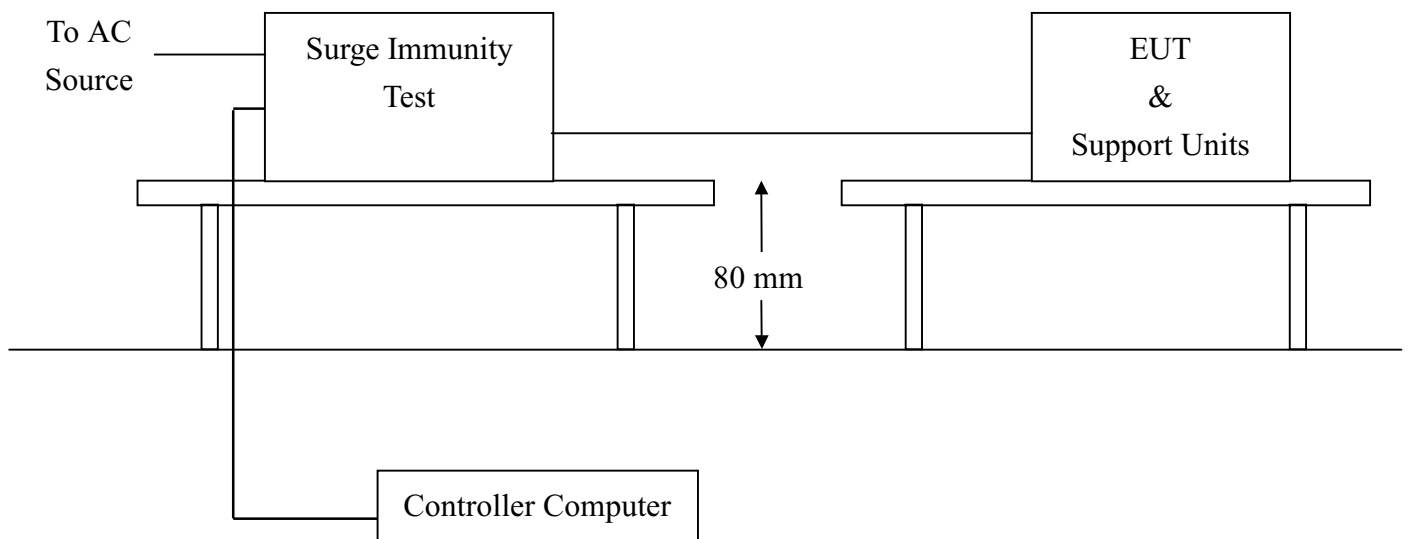 To AC
Source
Surge Immunity
Test
EUT
&
Support Units
80 mm
Controller Computer